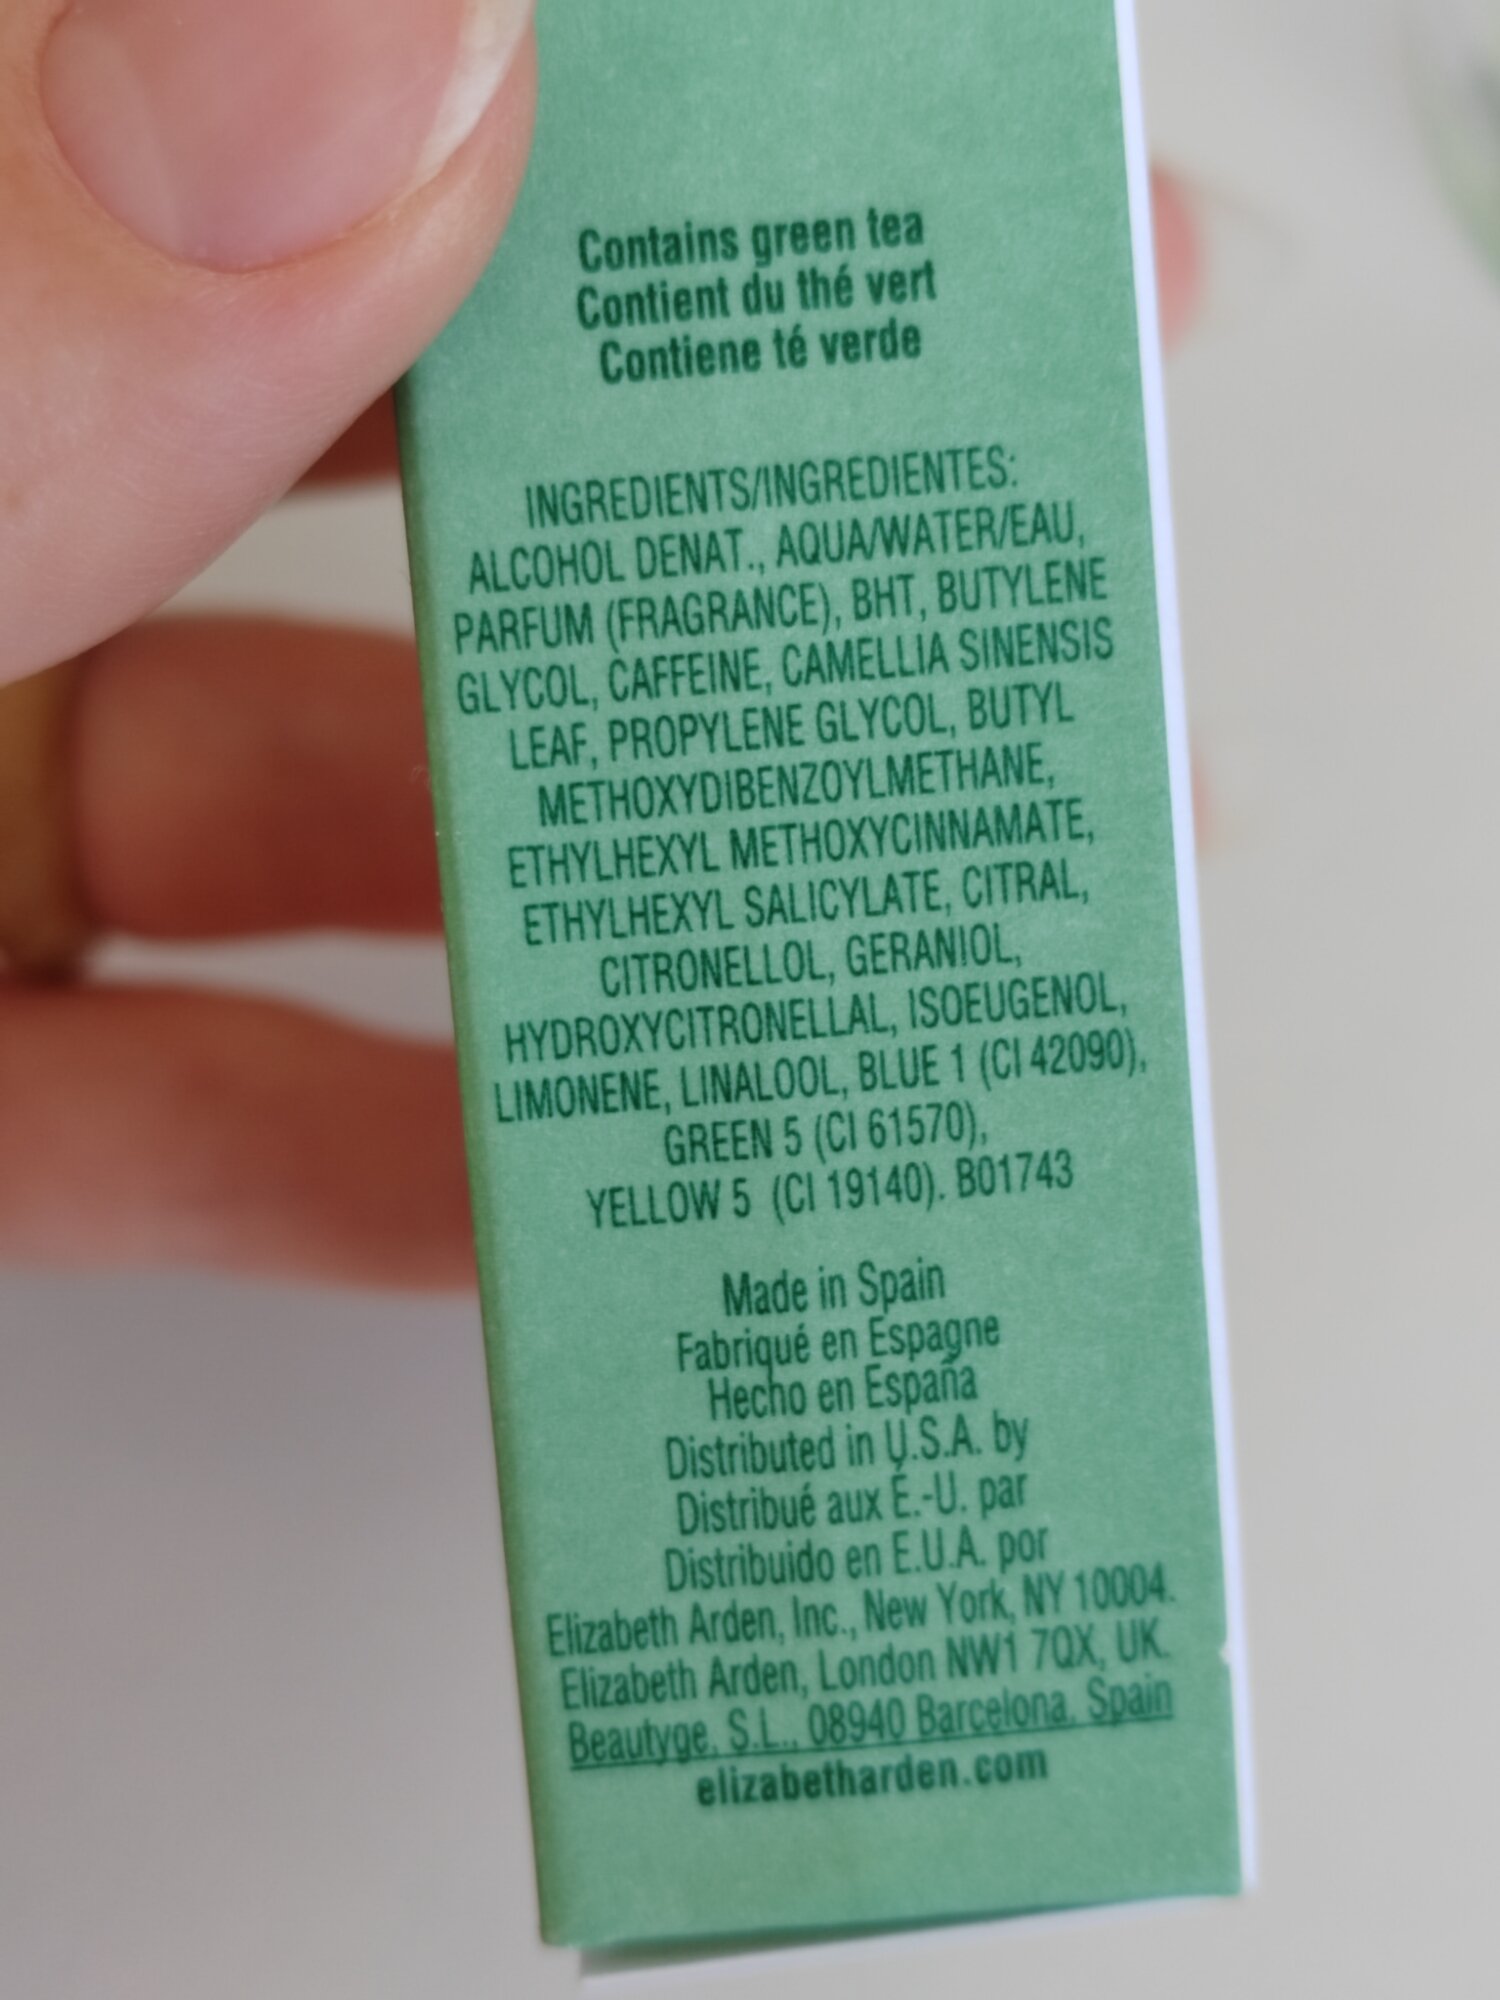 Contains green tea
Contient du thé vert
Contiene té verde
INGREDIENTS/INGREDIENTES:
ALCOHOL DENAT., AQUA/WATER/EAU,
PARFUM (FRAGRANCE), BHT, BUTYLENE
GLYCOL, CAFFEINE, CAMELLIA SINENSIS
LEAF, PROPYLENE GLYCOL, BUTYL
METHOXYDIBENZOYLMETHANE,
ETHYLHEXYL METHOXYCINNAMATE,
ETHYLHEXYL SALICYLATE, CITRAL,
CITRONELLOL, GERANIOL,
HYDROXYCITRONELLAL, ISOEUGENOL,
LIMONENE, LINALOOL, BLUE 1 (CI 42090),
GREEN 5 (CI 61570),
YELLOW 5 (CI 19140). B01743
Made in Spain
Fabriqué en Espagne
Hecho en España
Distributed in U.S.A. by
Distribué aux É.-U. par
Distribuido en E.U.A. por
Elizabeth Arden, Inc., New York, NY 10004.
Elizabeth Arden, London NW1 7QX, UK.
Beautyge, S.L., 08940 Barcelona, Spain
elizabetharden.com